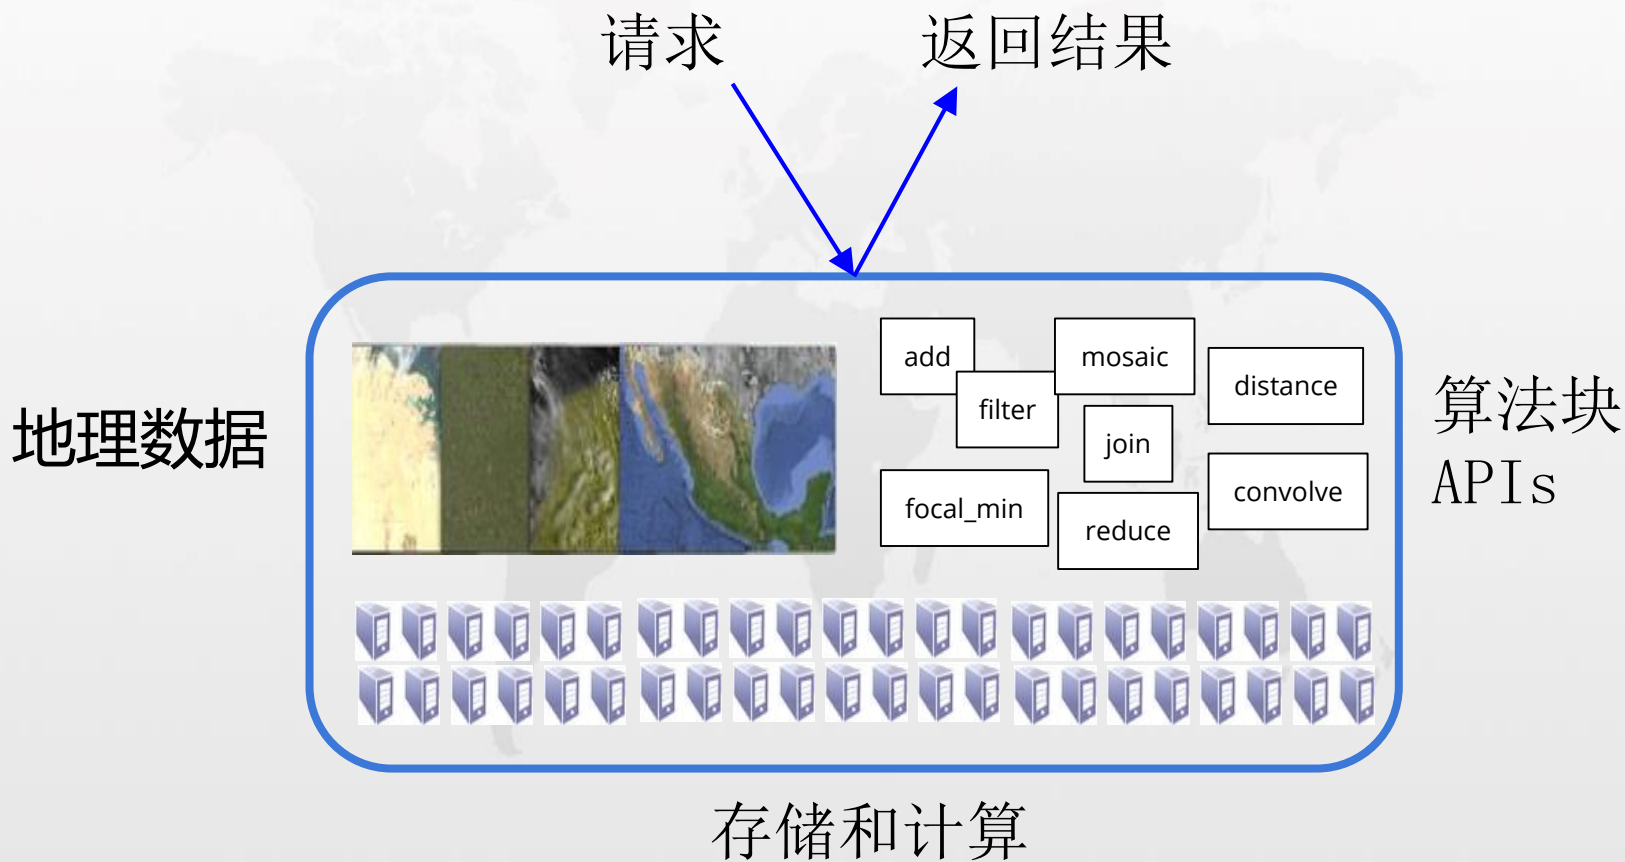 请求
返回结果
地理数据
add
mosaic
distance
filter
join
focal_min
reduce
convolve
算法块
APIs
存储和计算